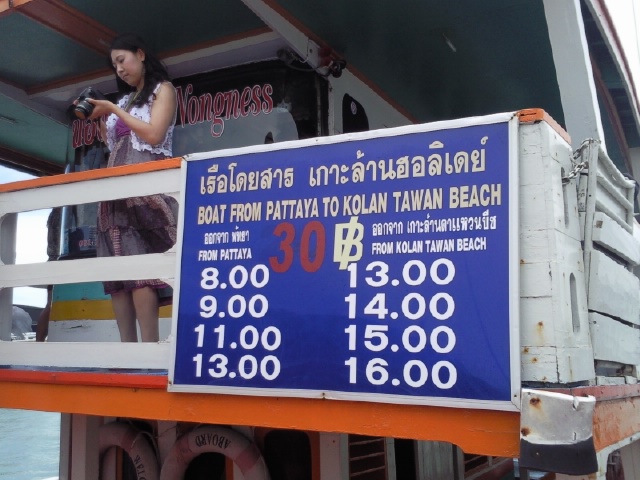 Nongness
เรือโดยสาร เกาะล้านฮอลิเดย์
BOAT FROM PATTAYA TO KOLAN TAWAN BEACH
ออกจาก พัทยา 30 ฿ ออกจาก เกาะล้านตาแหวนบีช
FROM PATTAYA FROM KOLAN TAWAN BEACH
8.00 13.00
9.00 14.00
11.00 15.00
13.00 16.00
ABOARD